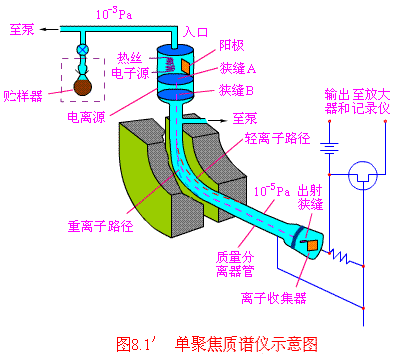 10⁻³Pa
至泵
入口
热丝
电子源
阳极
狭缝A
狭缝B
贮样器
电离源
至泵
轻离子路径
输出至放大
器和记录仪
重离子路径
10⁻⁵Pa
出射
狭缝
质量分
离器管
离子收集器
图8.1′ 单聚焦质谱仪示意图